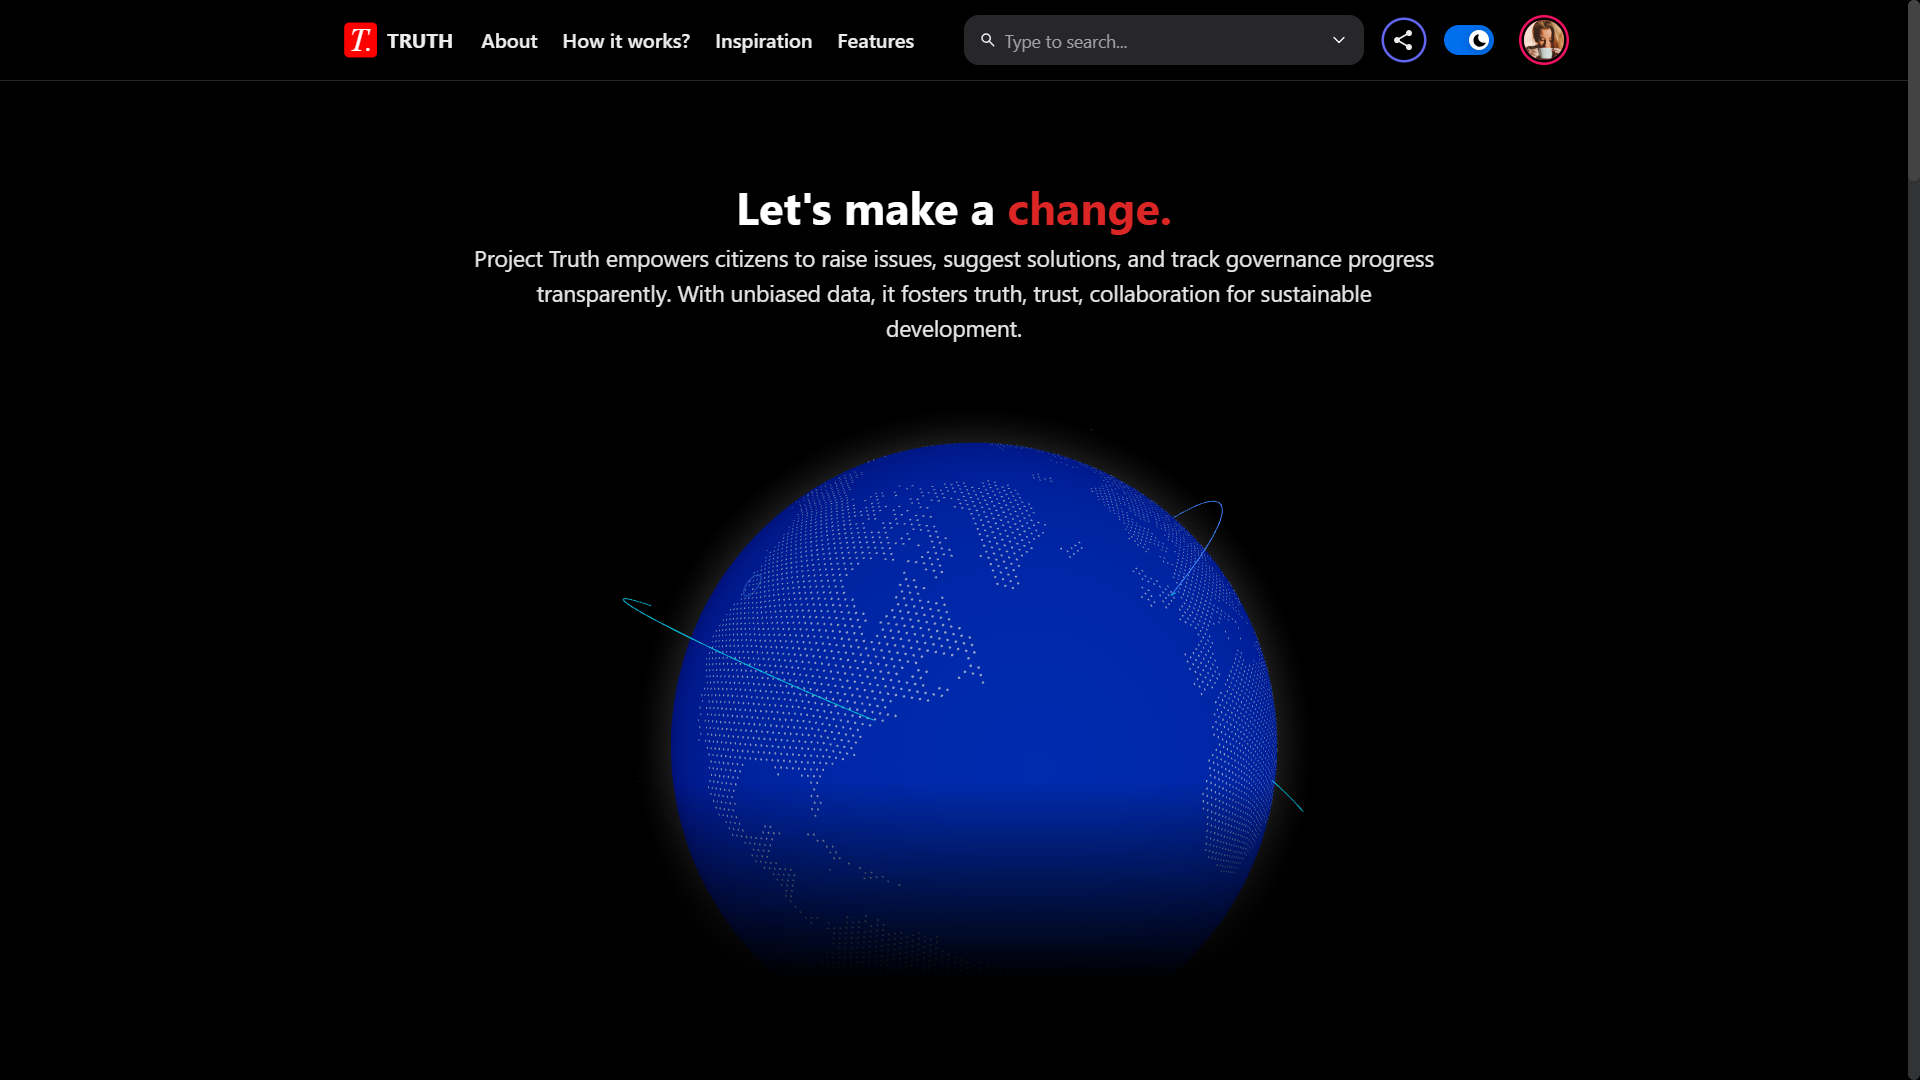 T. TRUTH About How it works? Inspiration Features Type to search...
Let's make a change.
Project Truth empowers citizens to raise issues, suggest solutions, and track governance progress
transparently. With unbiased data, it fosters truth, trust, collaboration for sustainable
development.